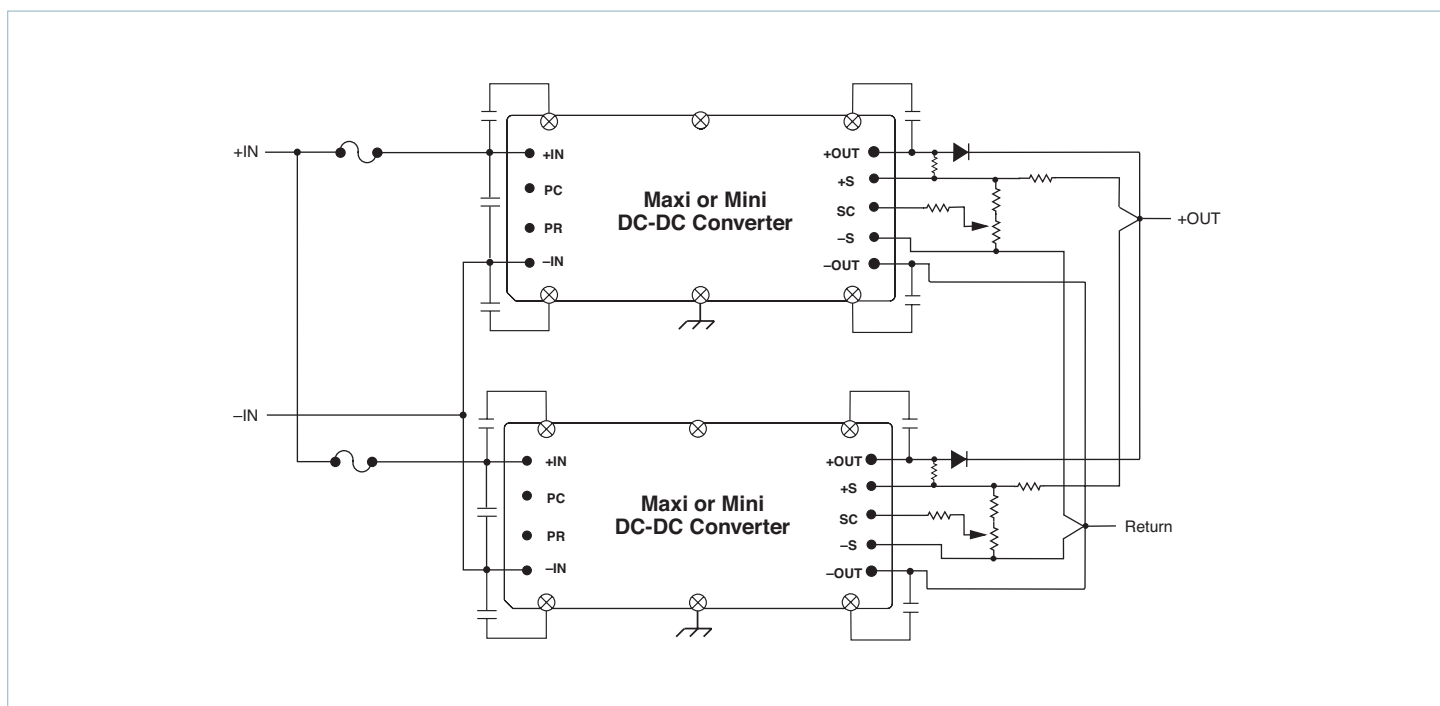 +IN
+IN
PC
PR
–IN
Maxi or Mini
DC-DC Converter
+OUT
+S
SC
–S
–OUT
+OUT
–IN
+IN
PC
PR
–IN
Maxi or Mini
DC-DC Converter
+OUT
+S
SC
–S
–OUT
Return